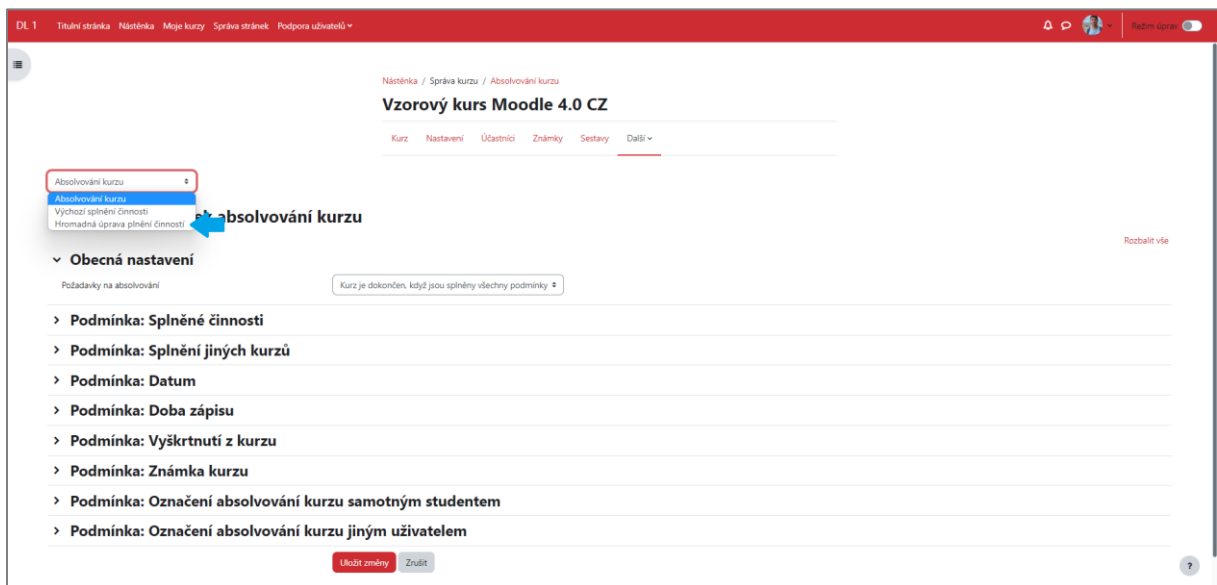 DL 1 Titulní stránka Nástěnka Moje kurzy Správa stránek Podpora uživatelů Režim úprav
Nástěnka / Správa kurzu / Absolvování kurzu
Vzorový kurs Moodle 4.0 CZ
Kurz Nastavení Účastníci Známky Sestavy Další
Absolvování kurzu
Absolvování kurzu
Výchozí splnění činnosti
Hromadná úprava plnění činností
absolvování kurzu
Rozbalit vše
Obecná nastavení
Požadavky na absolvování Kurz je dokončen, když jsou splněny všechny podmínky
Podmínka: Splněné činnosti
Podmínka: Splnění jiných kurzů
Podmínka: Datum
Podmínka: Doba zápisu
Podmínka: Vyškrtnutí z kurzu
Podmínka: Známka kurzu
Podmínka: Označení absolvování kurzu samotným studentem
Podmínka: Označení absolvování kurzu jiným uživatelem
Uložit změny Zrušit
?